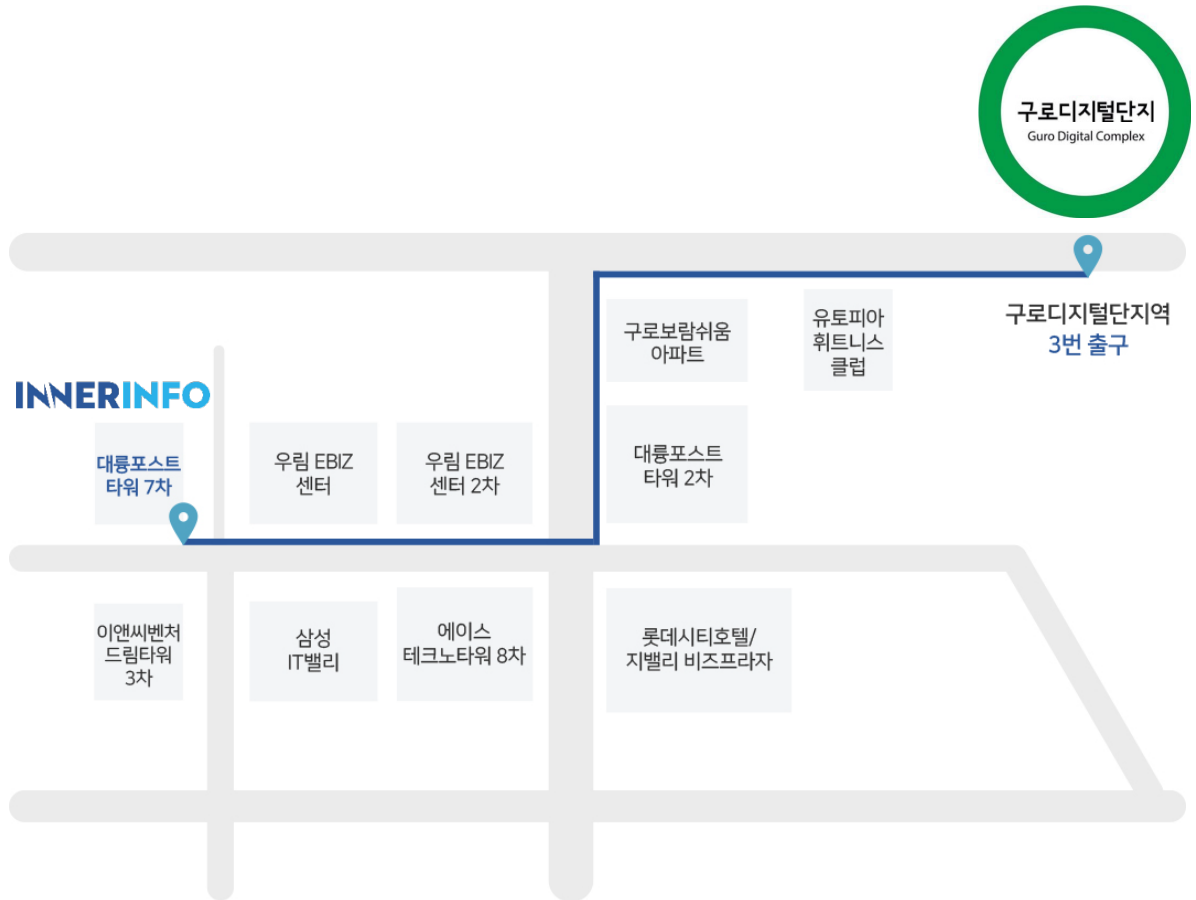 구로디지털단지
Guro Digital Complex
구로디지털단지역
3번 출구
유토피아
휘트니스
클럽
구로보람쉬움
아파트
대륭포스트
타워 2차
INNERINFO
대륭포스트
타워 7차
우림 EBIZ
센터
우림 EBIZ
센터 2차
이앤씨벤처
드림타워
3차
삼성
IT밸리
에이스
테크노타워 8차
롯데시티호텔/
지밸리 비즈프라자